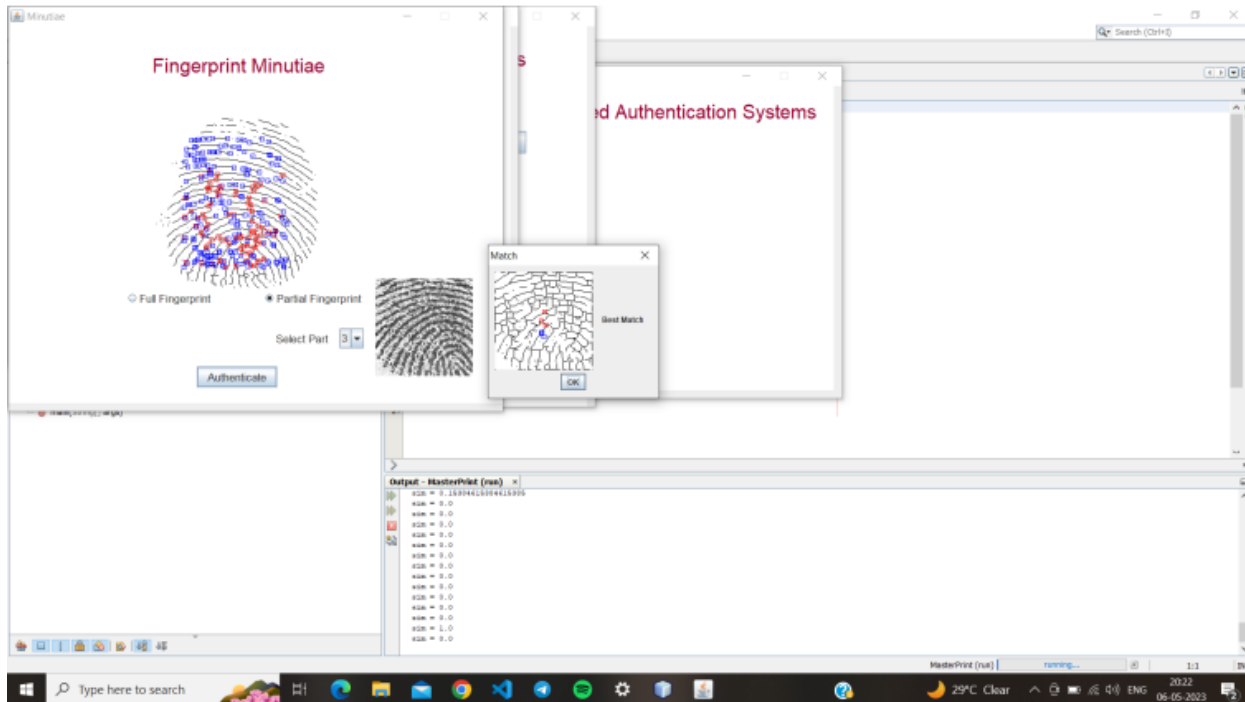 Minutiae
Fingerprint Minutiae
Full Fingerprint
Partial Fingerprint
Select Part 3
Authenticate
s
ed Authentication Systems
Match
Best Match
OK
Search (Ctrl+I)
Output - MasterPrint (run) ×
sim = 0.0
sim = 0.0
sim = 0.0
sim = 0.0
sim = 0.0
sim = 0.0
sim = 0.0
sim = 0.0
sim = 0.0
sim = 0.0
sim = 0.0
sim = 0.0
sim = 1.0
sim = 0.0
MasterPrint (run)
running...
1:1
Type here to search
29°C Clear
ENG
20:22
06-05-2023
2